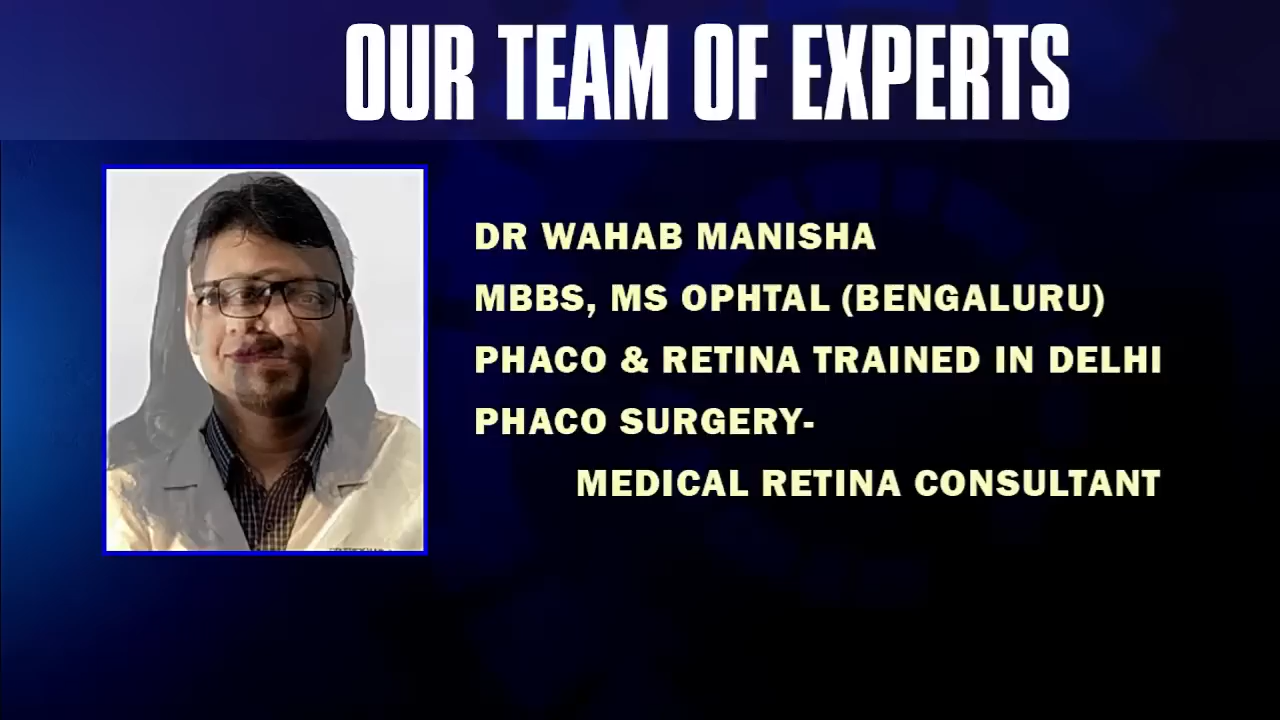 OUR TEAM OF EXPERTS
DR WAHAB MANISHA
MBBS, MS OPHTAL (BENGALURU)
PHACO & RETINA TRAINED IN DELHI
PHACO SURGERY-
MEDICAL RETINA CONSULTANT